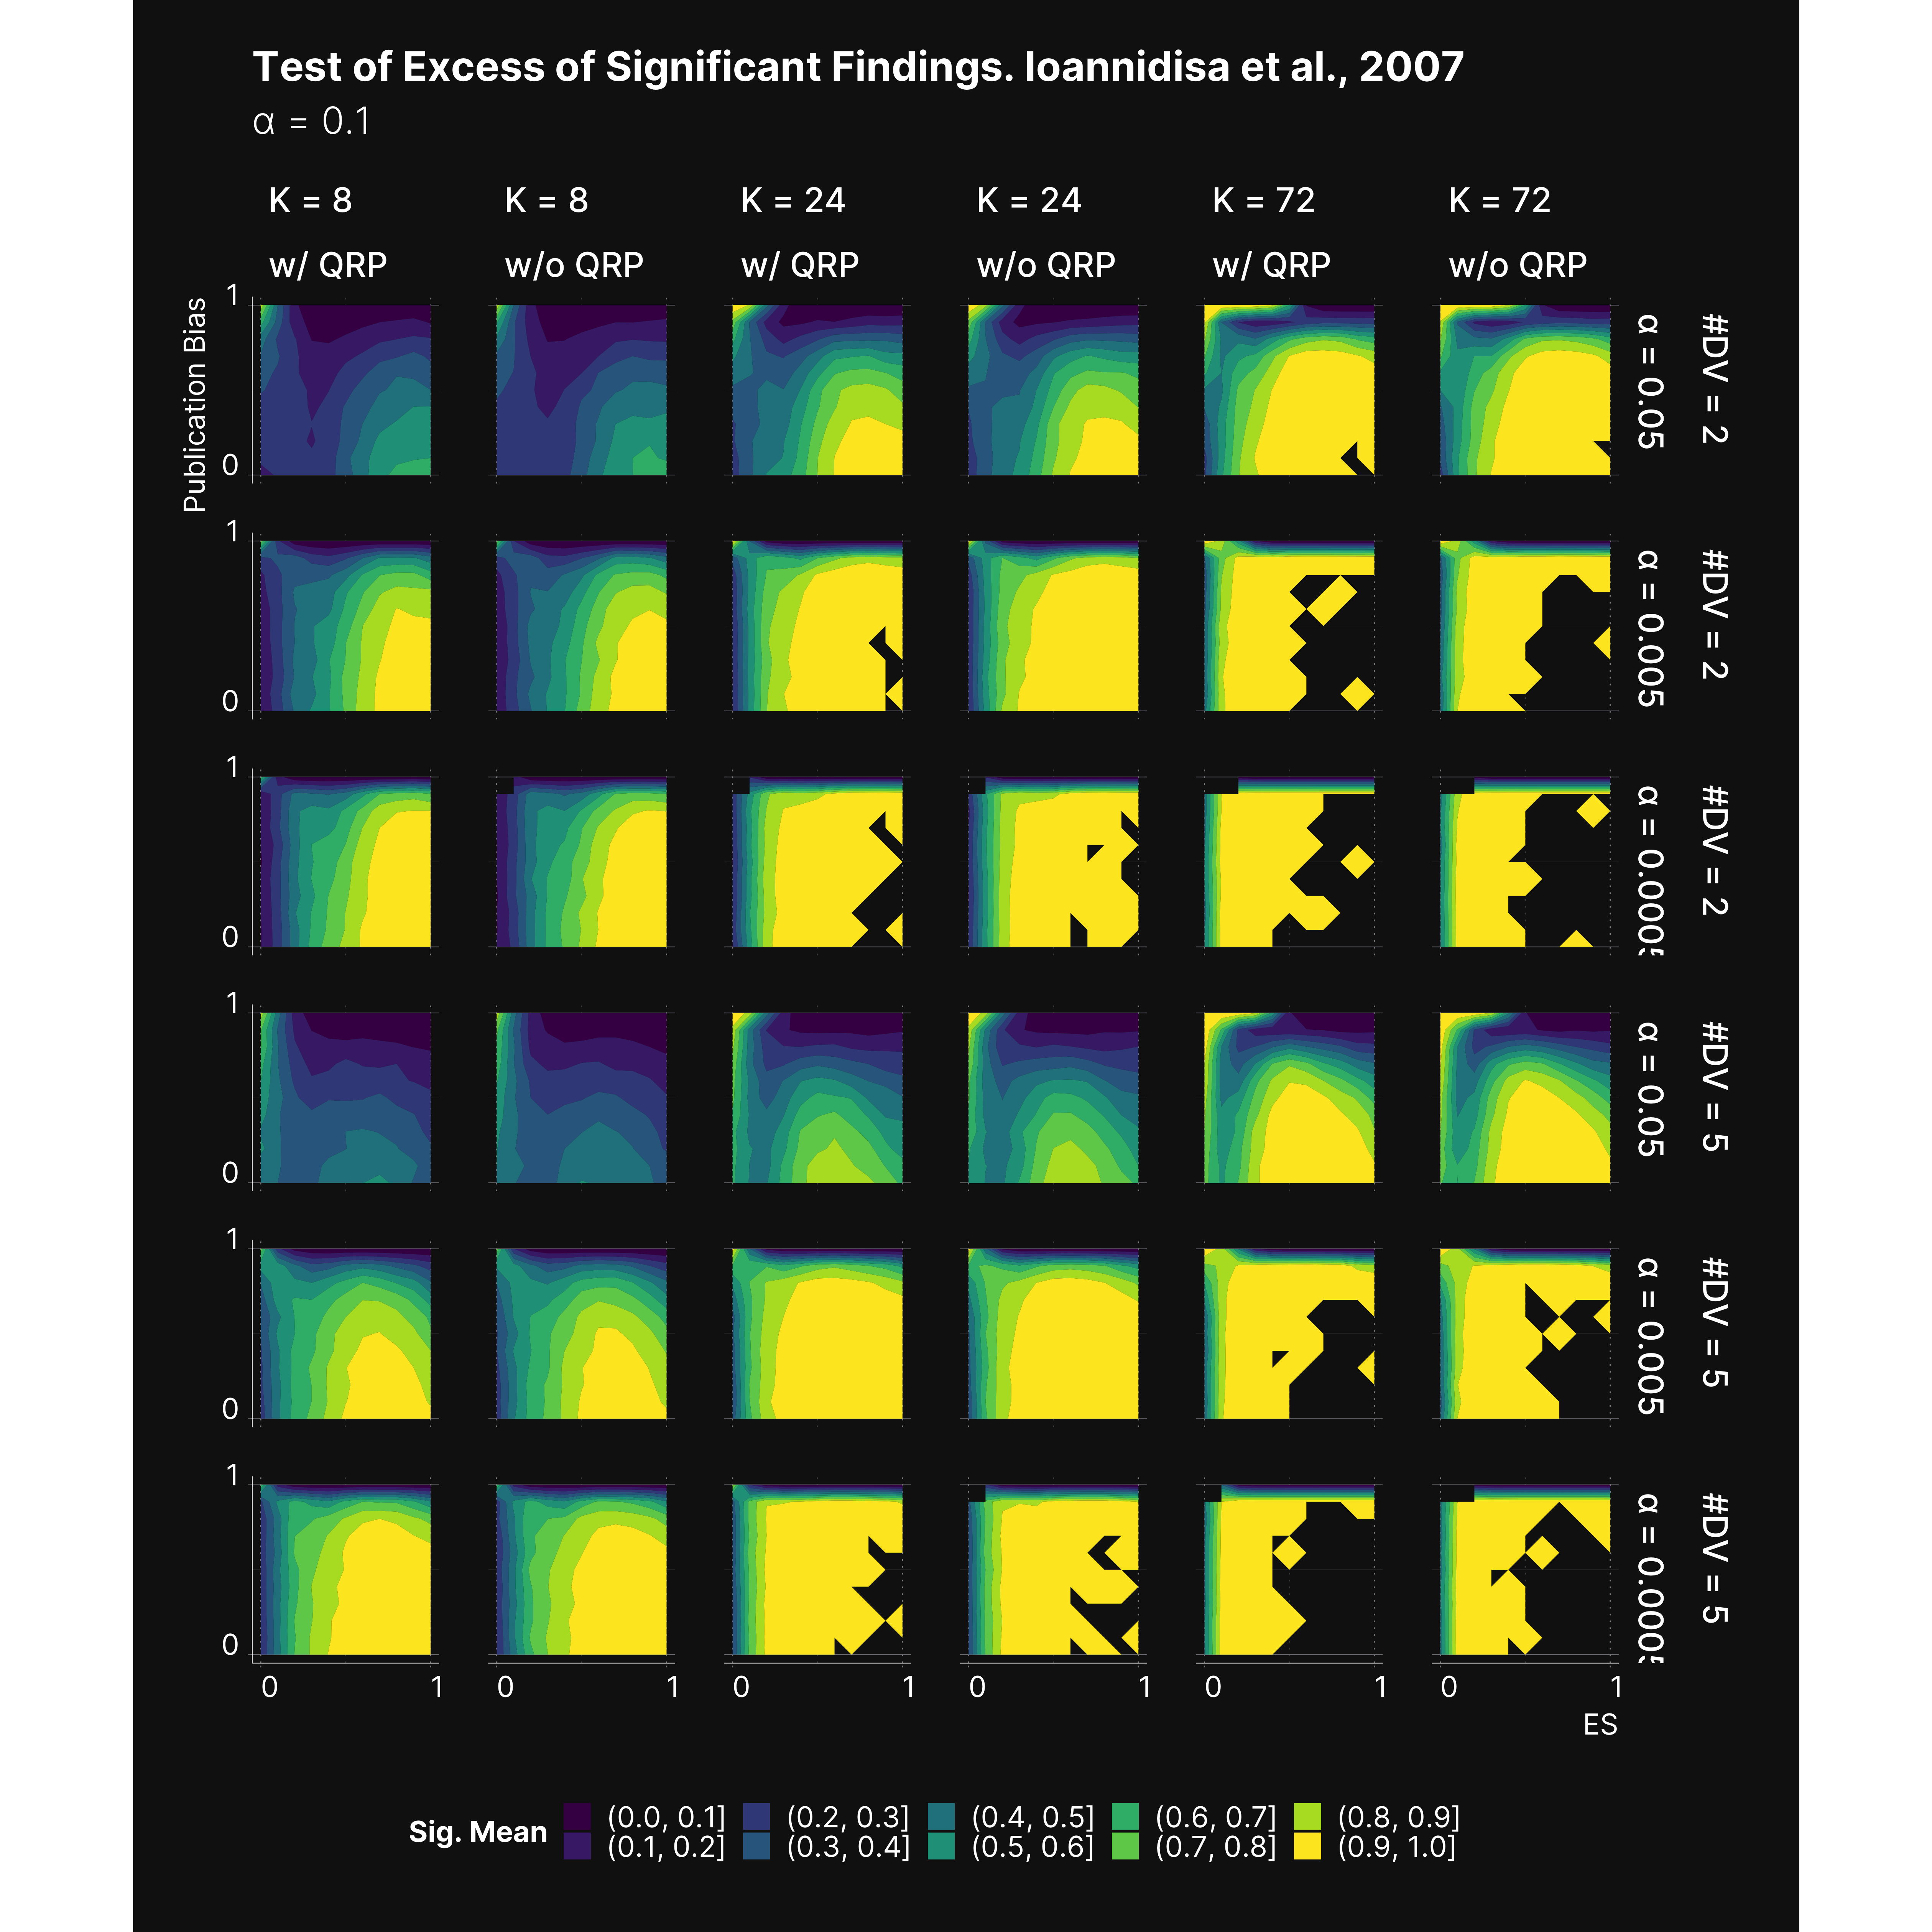 Test of Excess of Significant Findings. Ioannidisa et al., 2007
α = 0.1
K = 8 K = 8 K = 24 K = 24 K = 72 K = 72
w/ QRP w/o QRP w/ QRP w/o QRP w/ QRP w/o QRP
Publication Bias
1
0
α = 0.05
#DV = 2
1
0
α = 0.005
#DV = 2
1
0
α = 0.000
#DV = 2
1
0
α = 0.05
#DV = 5
1
0
α = 0.005
#DV = 5
1
0
α = 0.000
#DV = 5
0 1 0 1 0 1 0 1 0 1 0 1
ES
Sig. Mean
(0.0, 0.1] (0.2, 0.3] (0.4, 0.5] (0.6, 0.7] (0.8, 0.9]
(0.1, 0.2] (0.3, 0.4] (0.5, 0.6] (0.7, 0.8] (0.9, 1.0]